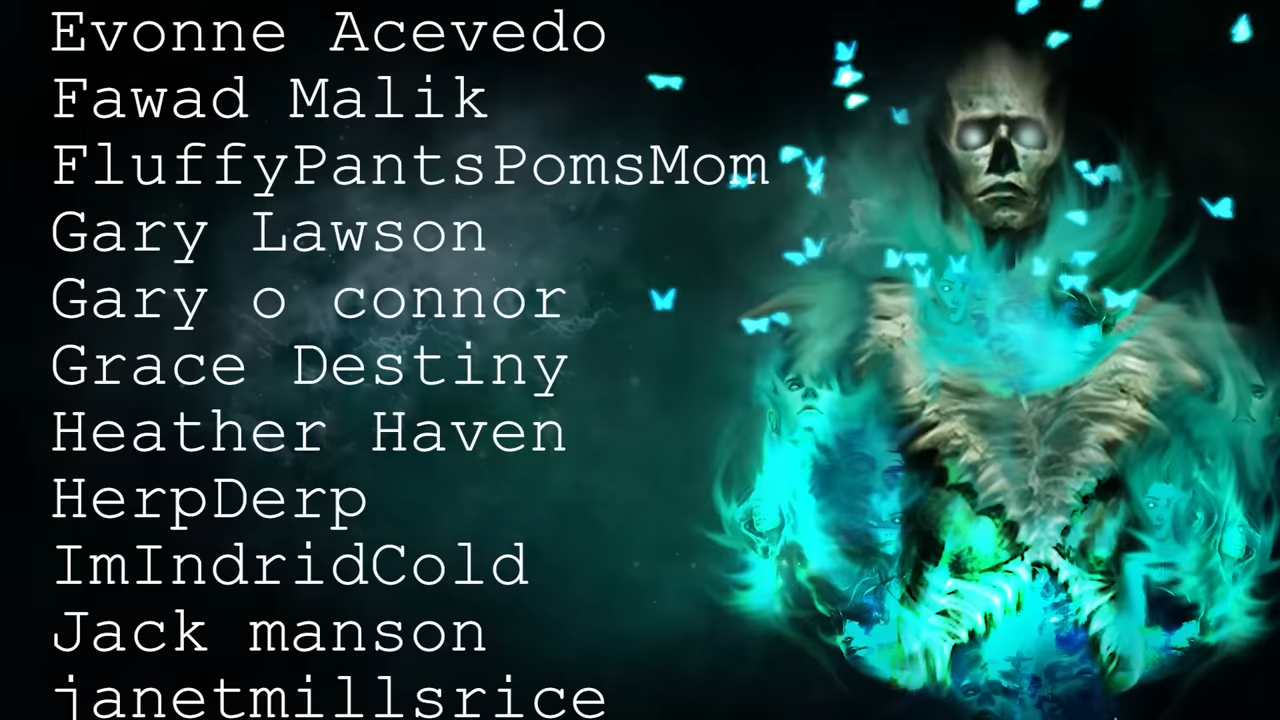 Evonne Acevedo
Fawad Malik
FluffyPantsPomsMom
Gary Lawson
Gary o connor
Grace Destiny
Heather Haven
HerpDerp
ImIndridCold
Jack manson
janetmillsrice